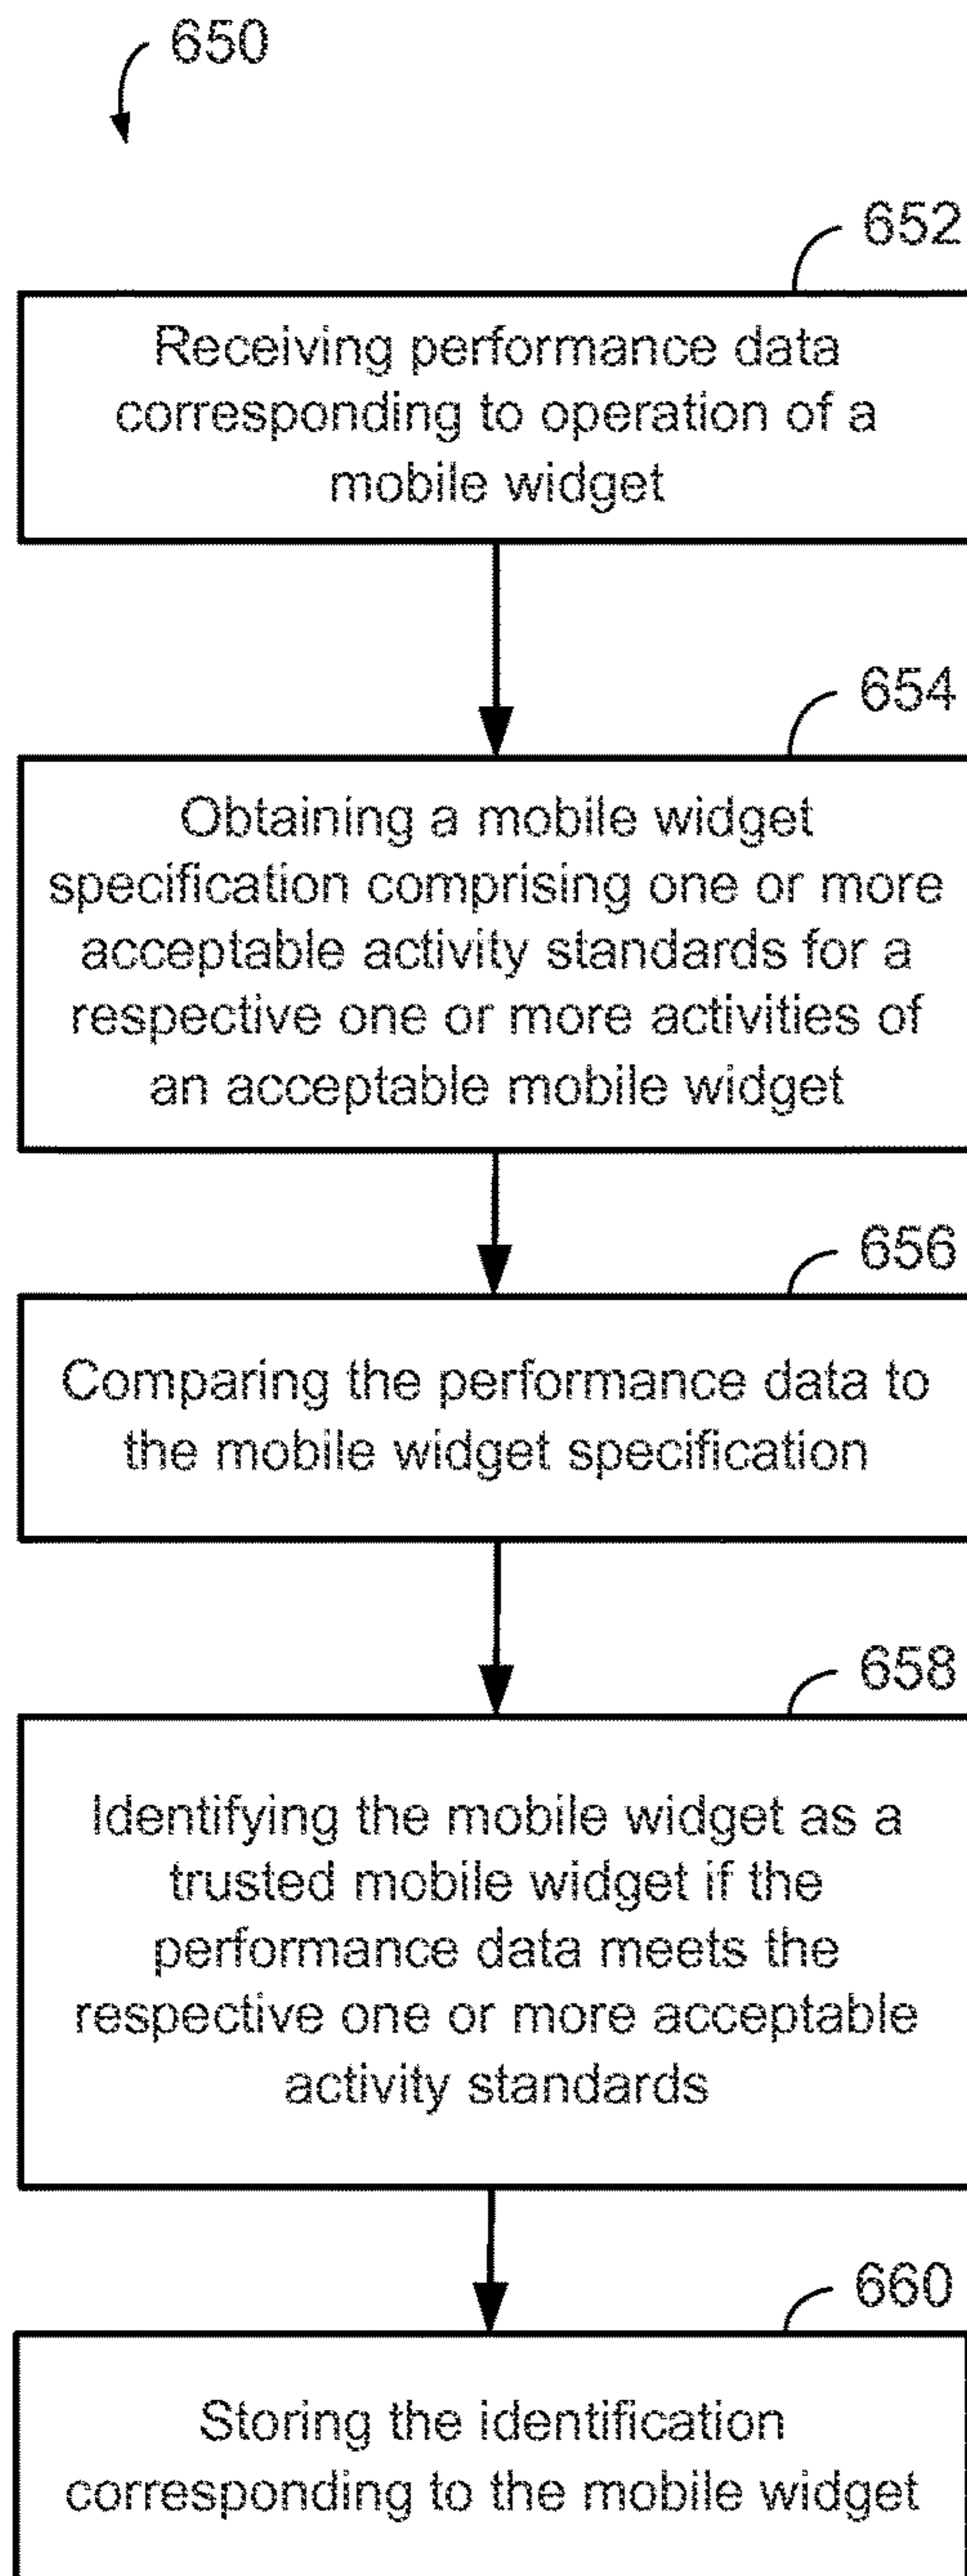 650
652
Receiving performance data
corresponding to operation of a
mobile widget
654
Obtaining a mobile widget
specification comprising one or more
acceptable activity standards for a
respective one or more activities of
an acceptable mobile widget
656
Comparing the performance data to
the mobile widget specification
658
Identifying the mobile widget as a
trusted mobile widget if the
performance data meets the
respective one or more acceptable
activity standards
660
Storing the identification
corresponding to the mobile widget